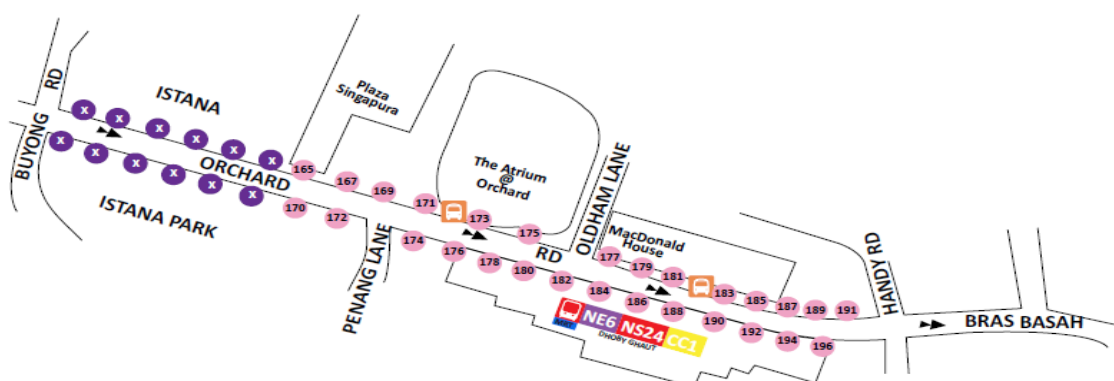 ISTANA
Plaza
Singapura
BUYONG
RD
x
x
x
x
x
x
x
x
x
x
x
x
ORCHARD
RD
ISTANA PARK
165
167
169
171
173
175
The Atrium
@
Orchard
OLDHAM LANE
MacDonald
House
177
179
181
183
185
187
189
191
HANDY RD
BRAS BASAH
170
172
PENANG LANE
174
176
178
180
182
184
186
188
190
192
194
196
NE6
NS24
CC1
DHOBY GHAUT